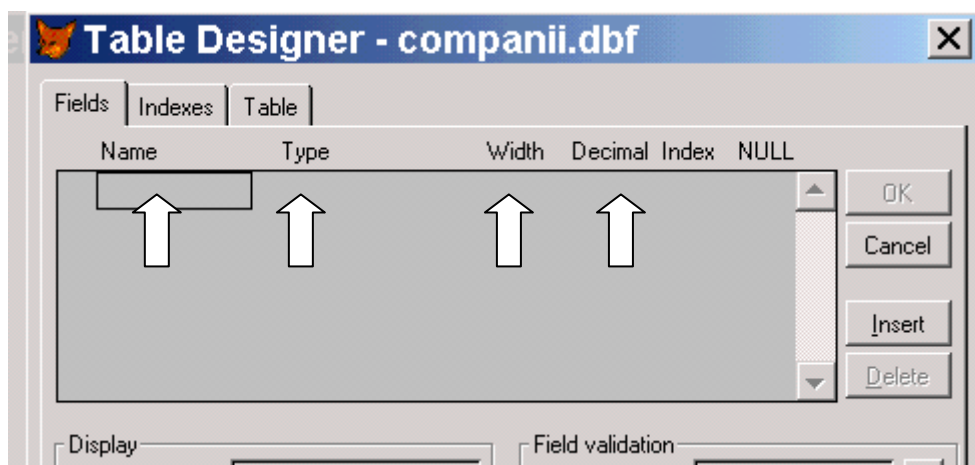 Table Designer - companii.dbf
Fields Indexes Table
Name Type Width Decimal Index NULL
OK
Cancel
Insert
Delete
Display Field validation